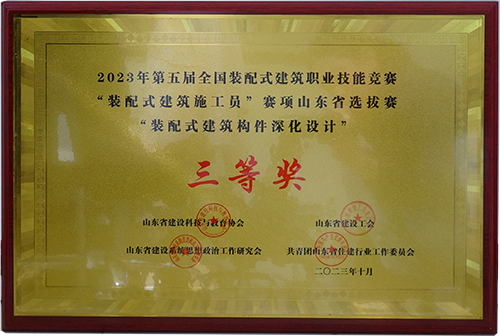 2023年第五届全国装配式建筑职业技能竞赛
“装配式建筑施工员”赛项山东省选拔赛
“装配式建筑构件深化设计”
三等奖
山东省建设科技与教育协会 山东省建设工会
山东省建设系统思想政治工作研究会 共青团山东省住建行业工作委员会
二〇二三年十月